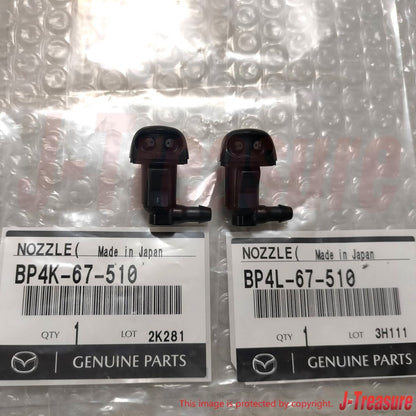 J-Treasure
NOZZLE( Made in Japan
BP4K-67-510
QTY 1 LOT 2K281
GENUINE PARTS
NOZZLE( Made in Japan
BP4L-67-510
QTY 1 LOT 3H111
GENUINE PARTS
This image is protected by copyright.
J-Treasure